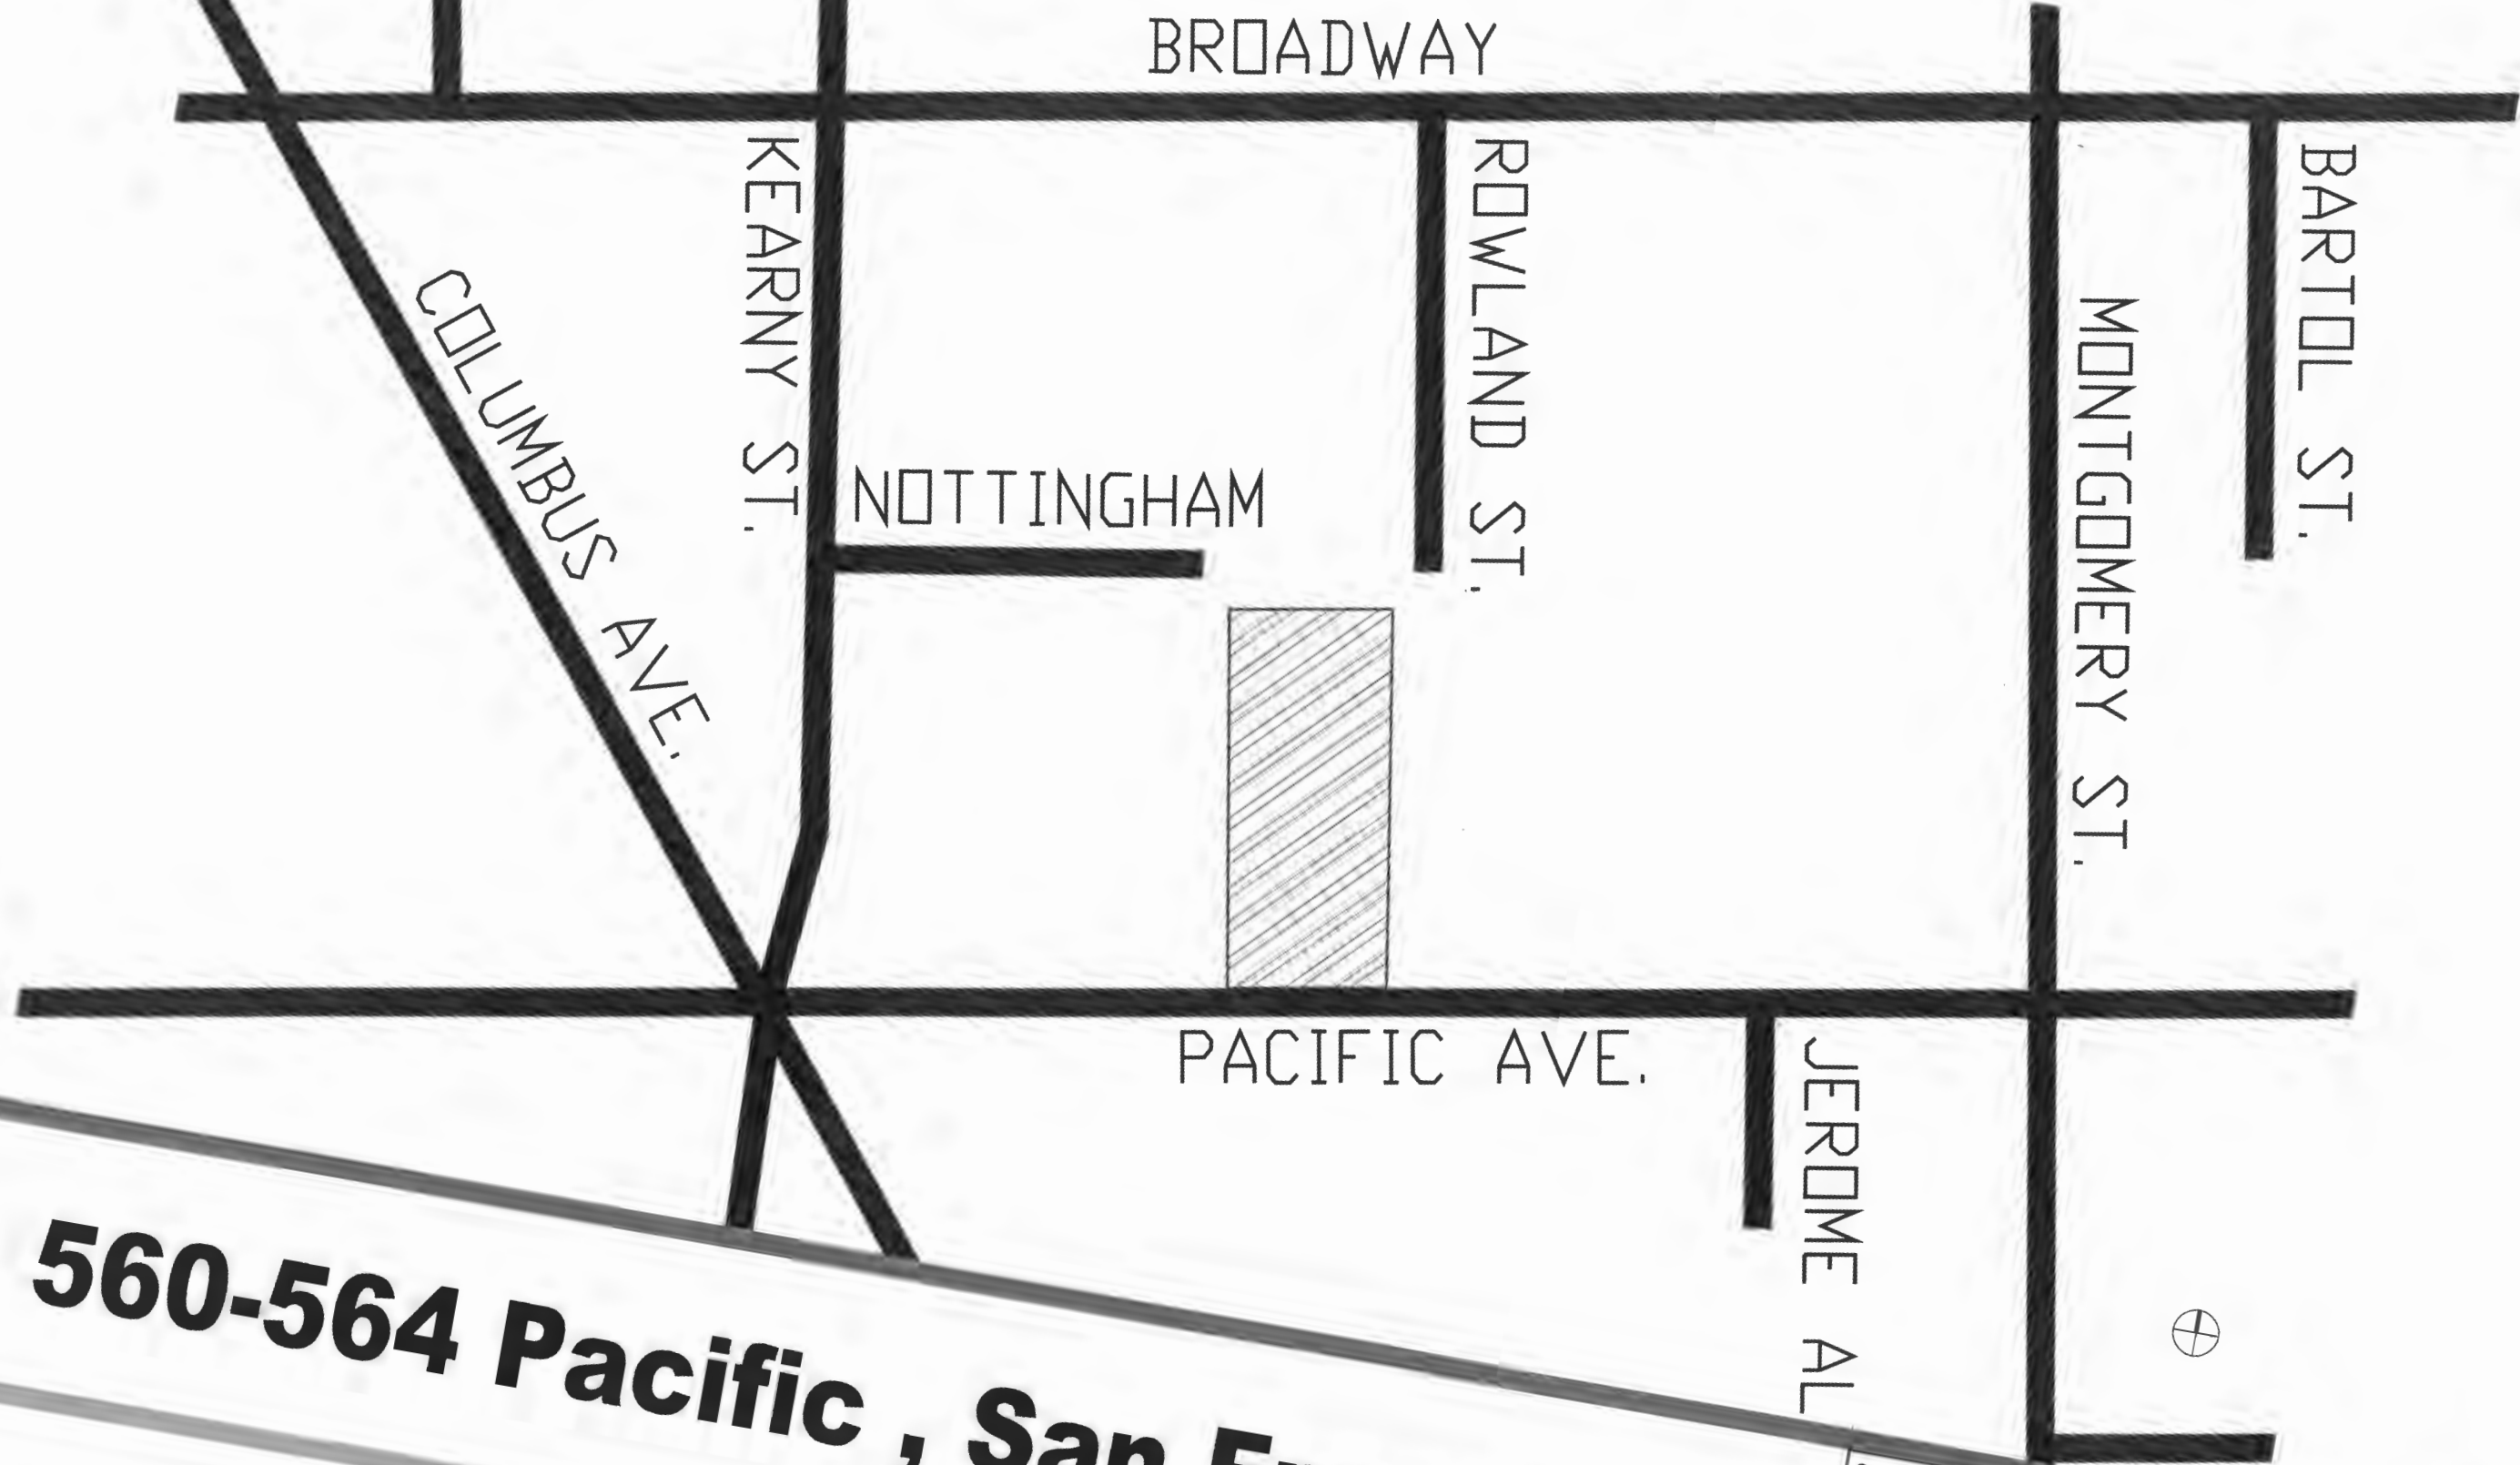 BROADWAY
KEARNY ST.
ROWLAND ST.
BARTOL ST.
COLUMBUS AVE.
MONTGOMERY ST.
NOTTINGHAM
PACIFIC AVE.
JEROME AL
560-564 Pacific , San